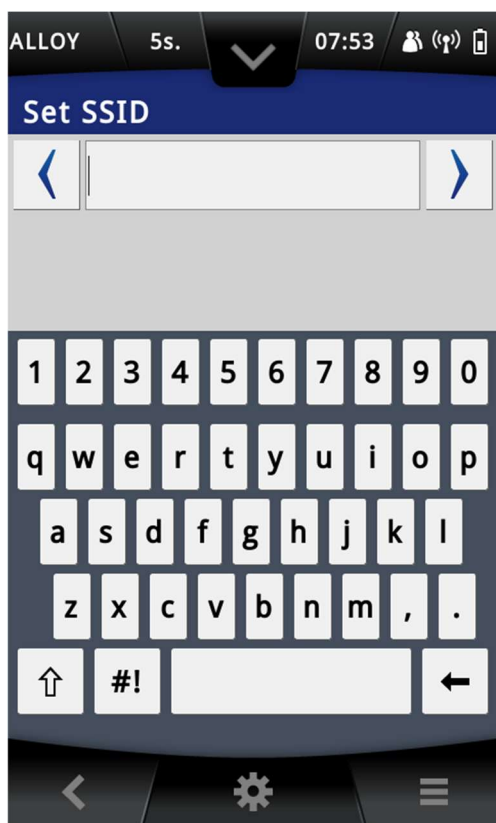 ALLOY 5s. 07:53
Set SSID
1 2 3 4 5 6 7 8 9 0
q w e r t y u i o p
a s d f g h j k l
z x c v b n m , .
#!